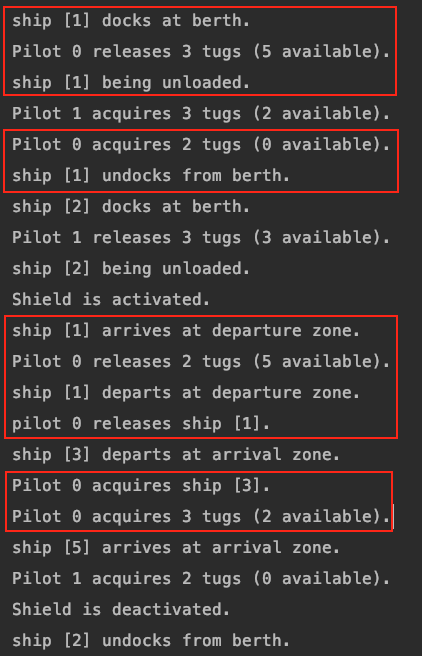 ship [1] docks at berth.
Pilot 0 releases 3 tugs (5 available).
ship [1] being unloaded.
Pilot 1 acquires 3 tugs (2 available).
Pilot 0 acquires 2 tugs (0 available).
ship [1] undocks from berth.
ship [2] docks at berth.
Pilot 1 releases 3 tugs (3 available).
ship [2] being unloaded.
Shield is activated.
ship [1] arrives at departure zone.
Pilot 0 releases 2 tugs (5 available).
ship [1] departs at departure zone.
pilot 0 releases ship [1].
ship [3] departs at arrival zone.
Pilot 0 acquires ship [3].
Pilot 0 acquires 3 tugs (2 available).
ship [5] arrives at arrival zone.
Pilot 1 acquires 2 tugs (0 available).
Shield is deactivated.
ship [2] undocks from berth.